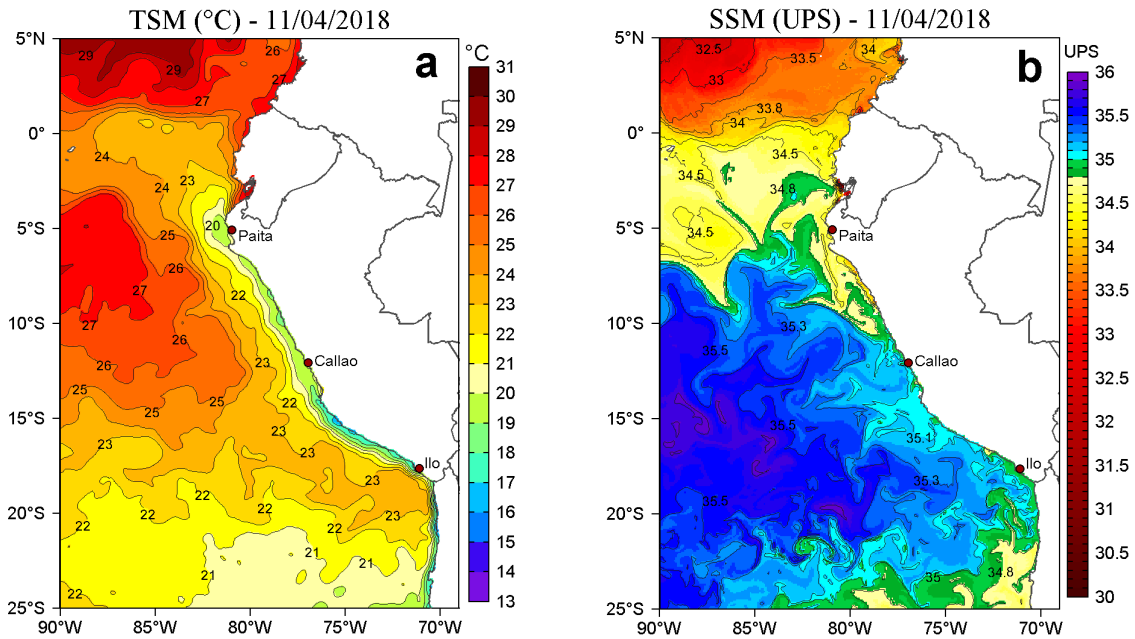 TSM (°C) - 11/04/2018
a
°C
5°N
0°
5°S
10°S
15°S
20°S
25°S
90°W
85°W
80°W
75°W
70°W
29
29
26
27
27
24
24
23
20
25
22
26
27
27
26
26
23
25
25
25
22
23
23
23
23
22
22
22
22
23
21
21
21
22
Paita
Callao
Ilo
31
30
29
28
27
26
25
24
23
22
21
20
19
18
17
16
15
14
13
SSM (UPS) - 11/04/2018
b
UPS
5°N
0°
5°S
10°S
15°S
20°S
25°S
90°W
85°W
80°W
75°W
70°W
32.5
33
33.5
34
33.8
34
34.5
34.5
34.8
34.5
35.3
35.5
35.5
35.1
35.3
35.5
35
34.8
Paita
Callao
Ilo
36
35.5
35
34.5
34
33.5
33
32.5
32
31.5
31
30.5
30